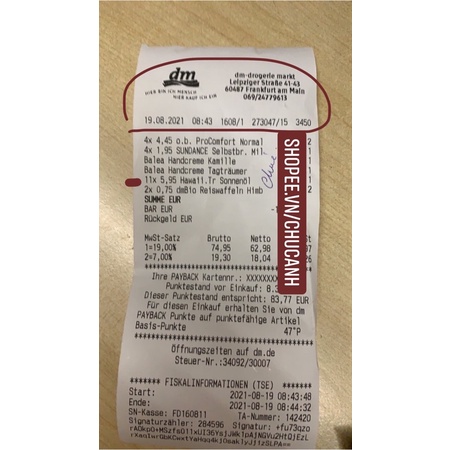 dm
HIER BIN ICH MENSCH
HIER KAUF ICH EIN
dm-drogerie markt
Leipziger Straße 41-43
60487 Frankfurt am Main
069/24779613
19.08.2021 08:43 1608/1 273047/15 3450
4x 4,45 o.b. ProComfort Normal 2
4x 1,95 SUNDANCE Selbstbr. Mil 1
Balea Handcreme Kamille 1
Balea Handcreme Tagträumer 1
11x 5,95 Hawaii.Tr Sonnenöl
2x 0,75 dmBio Reiswaffeln Himb
SUMME EUR
BAR EUR
Rückgeld EUR
MwSt-Satz Brutto Netto
1=19,00% 74,95 62,98
2=7,00% 19,30 18,04
Ihre PAYBACK Kartennr.: XXXXXXX
Punktestand vor Einkauf: 8.3
Dieser Punktestand entspricht: 83,77 EUR
Für diesen Einkauf erhalten Sie von dm
PAYBACK Punkte auf punktefähige Artikel
Basis-Punkte 47°P
Öffnungszeiten auf dm.de
Steuer-Nr.:34092/30007
FISKALINFORMATIONEN (TSE)
Start: 2021-08-19 08:43:48
Ende: 2021-08-19 08:44:32
SN-Kasse: FD160811 TA-Nummer: 142420
Signaturzähler: 284596 Signatur:
SHOPEE.VN/CHUCANH